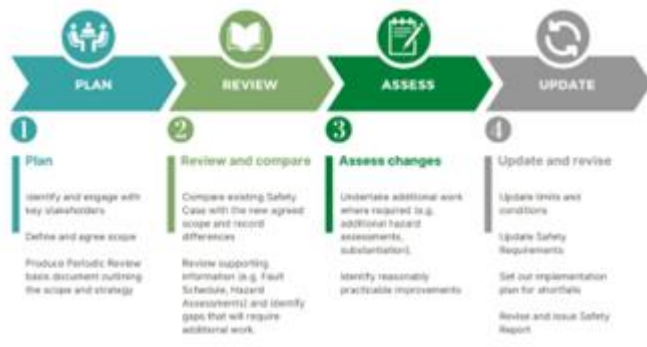 PLAN
REVIEW
ASSESS
UPDATE
1
Plan
Identify and engage with
key stakeholders
Define and agree scope
Produce Periodic Review
basis document outlining
the scope and strategy
2
Review and compare
Compare existing Safety
Case with the new agreed
scope and record
differences
Review supporting
information (e.g. Fault
Schedule, Hazard
Assessments) and identify
gaps that will require
additional work.
3
Assess changes
Undertake additional work
where required (e.g.
additional hazard
assessments,
substantiation).
Identify reasonably
practicable improvements
4
Update and revise
Update limits and
conditions
Update Safety
Requirements
Set out implementation
plan for shortfalls
Revise and issue Safety
Report